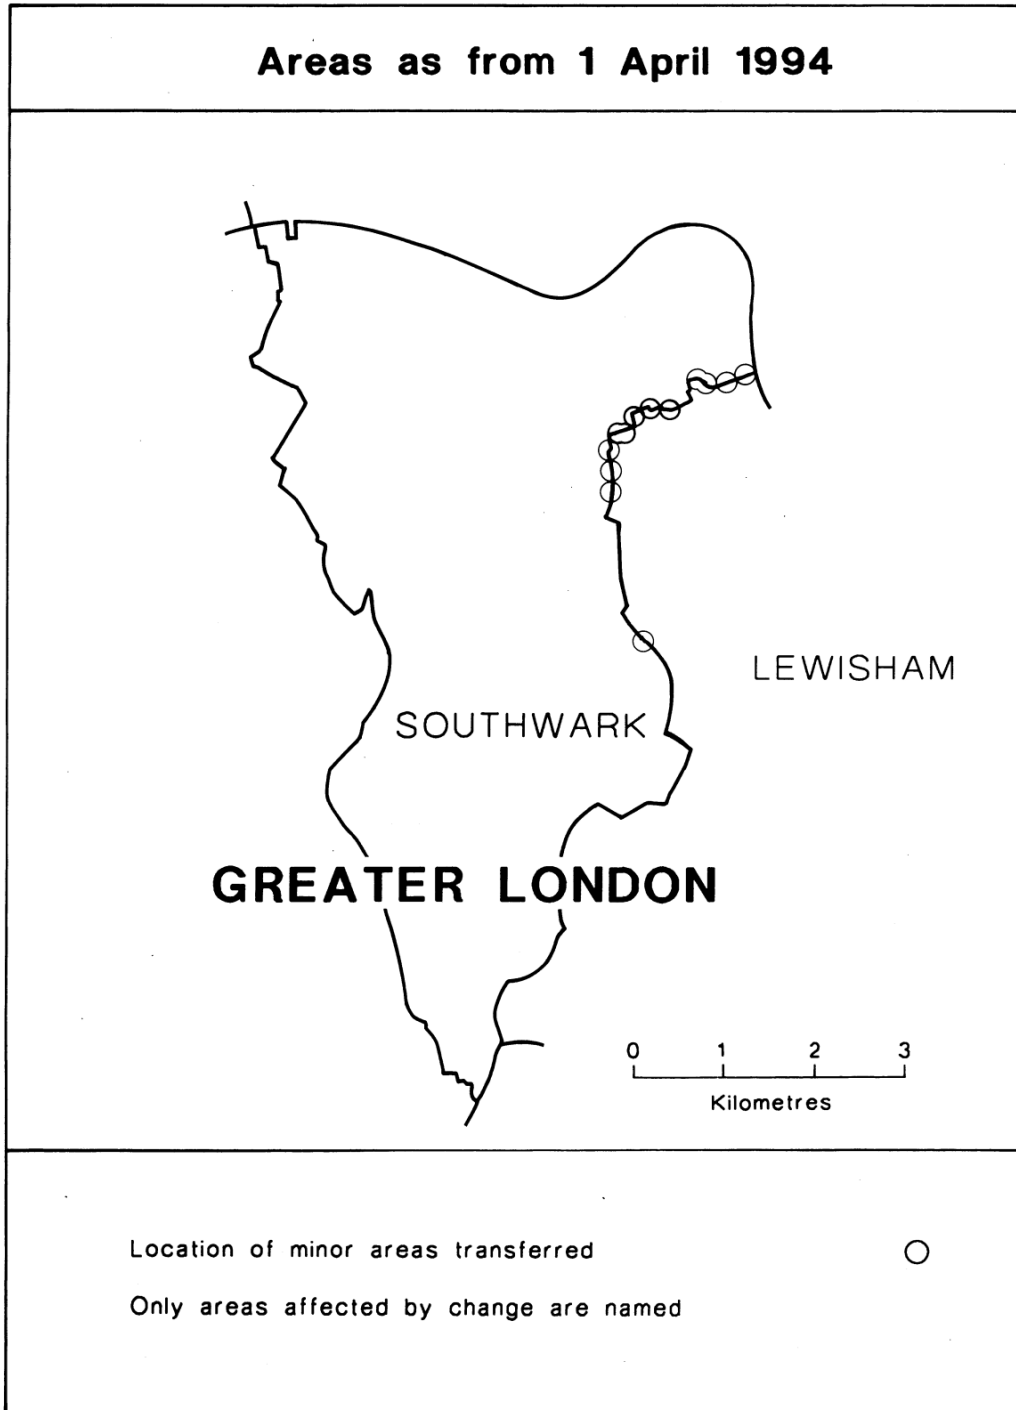 Areas as from 1 April 1994
LEWISHAM
SOUTHWARK
GREATER LONDON
0 1 2 3
Kilometres
Location of minor areas transferred
Only areas affected by change are named